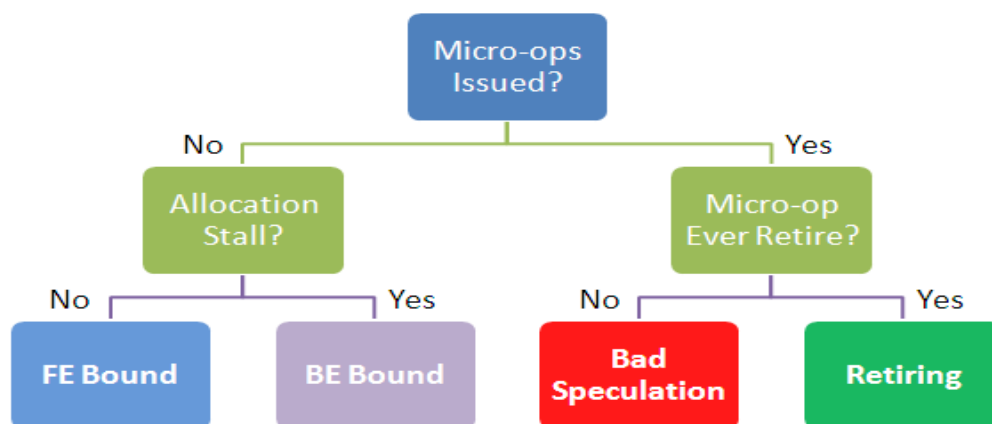 Micro-ops
Issued?
No
Yes
Allocation
Stall?
Micro-op
Ever Retire?
No
Yes
No
Yes
FE Bound
BE Bound
Bad
Speculation
Retiring